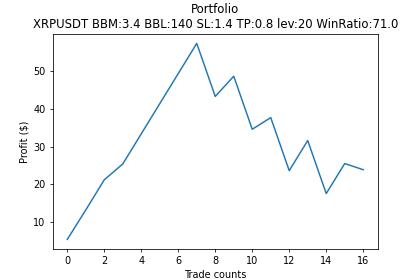 Portfolio
XRPUSDT BBM:3.4 BBL:140 SL:1.4 TP:0.8 lev:20 WinRatio:71.0
50
40
30
20
10
Profit ($)
0 2 4 6 8 10 12 14 16
Trade counts